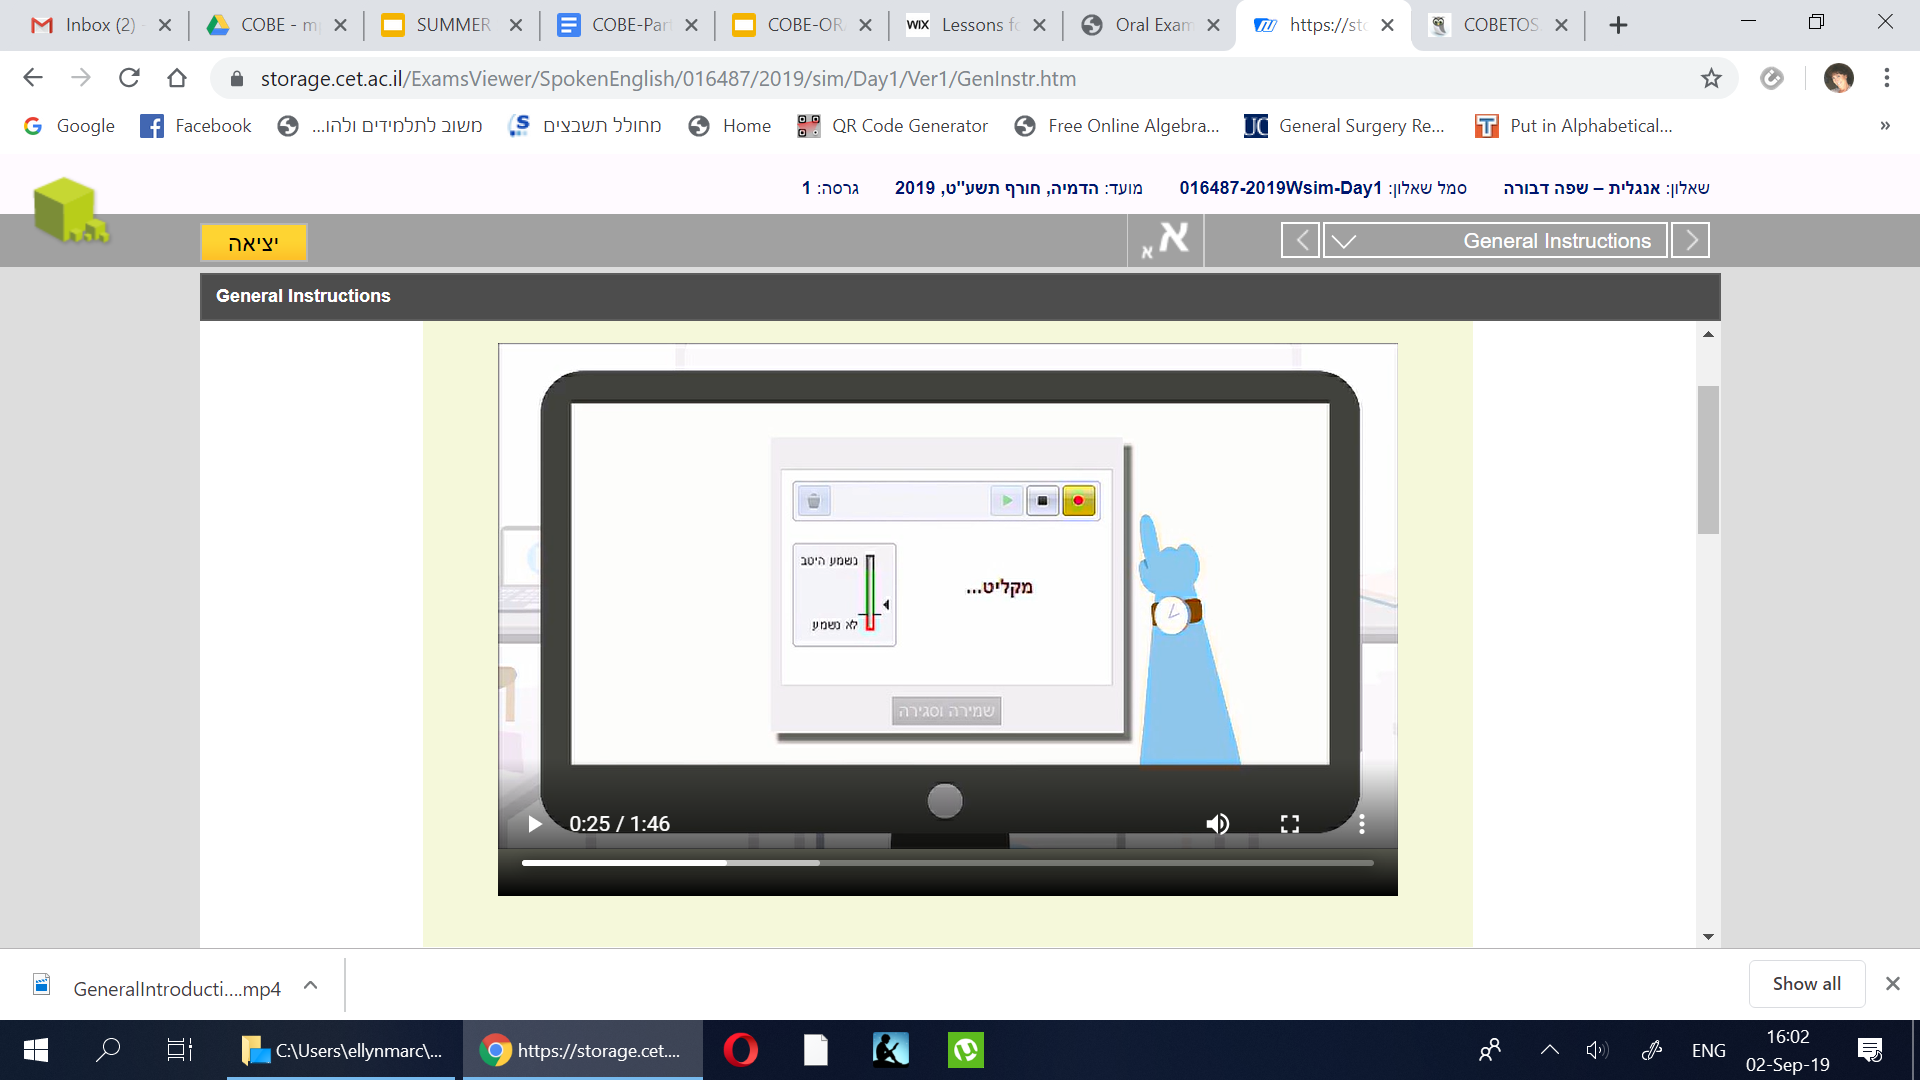 Inbox (2)
COBE - m
SUMMER
COBE-Par
COBE-OR
WIX Lessons f
Oral Exam
https://sto
COBETOS
storage.cet.ac.il/ExamsViewer/SpokenEnglish/016487/2019/sim/Day1/Ver1/GenInstr.htm
Google
Facebook
משוב לתלמידים ולהו...
מחולל תשבצים
Home
QR Code Generator
Free Online Algebra...
General Surgery Re...
Put in Alphabetical...
»
שאלון: אנגלית – שפה דבורה
סמל שאלון: 016487-2019Wsim-Day1
מועד: הדמיה, חורף תשע"ט, 2019
גרסה: 1
יציאה
א א
General Instructions
General Instructions
נשמע היטב
לא נשמע
מקליט...
שמירה וסגירה
0:25 / 1:46
GeneralIntroducti....mp4
Show all
C:\Users\ellynmarc\...
https://storage.cet....
ENG
16:02
02-Sep-19